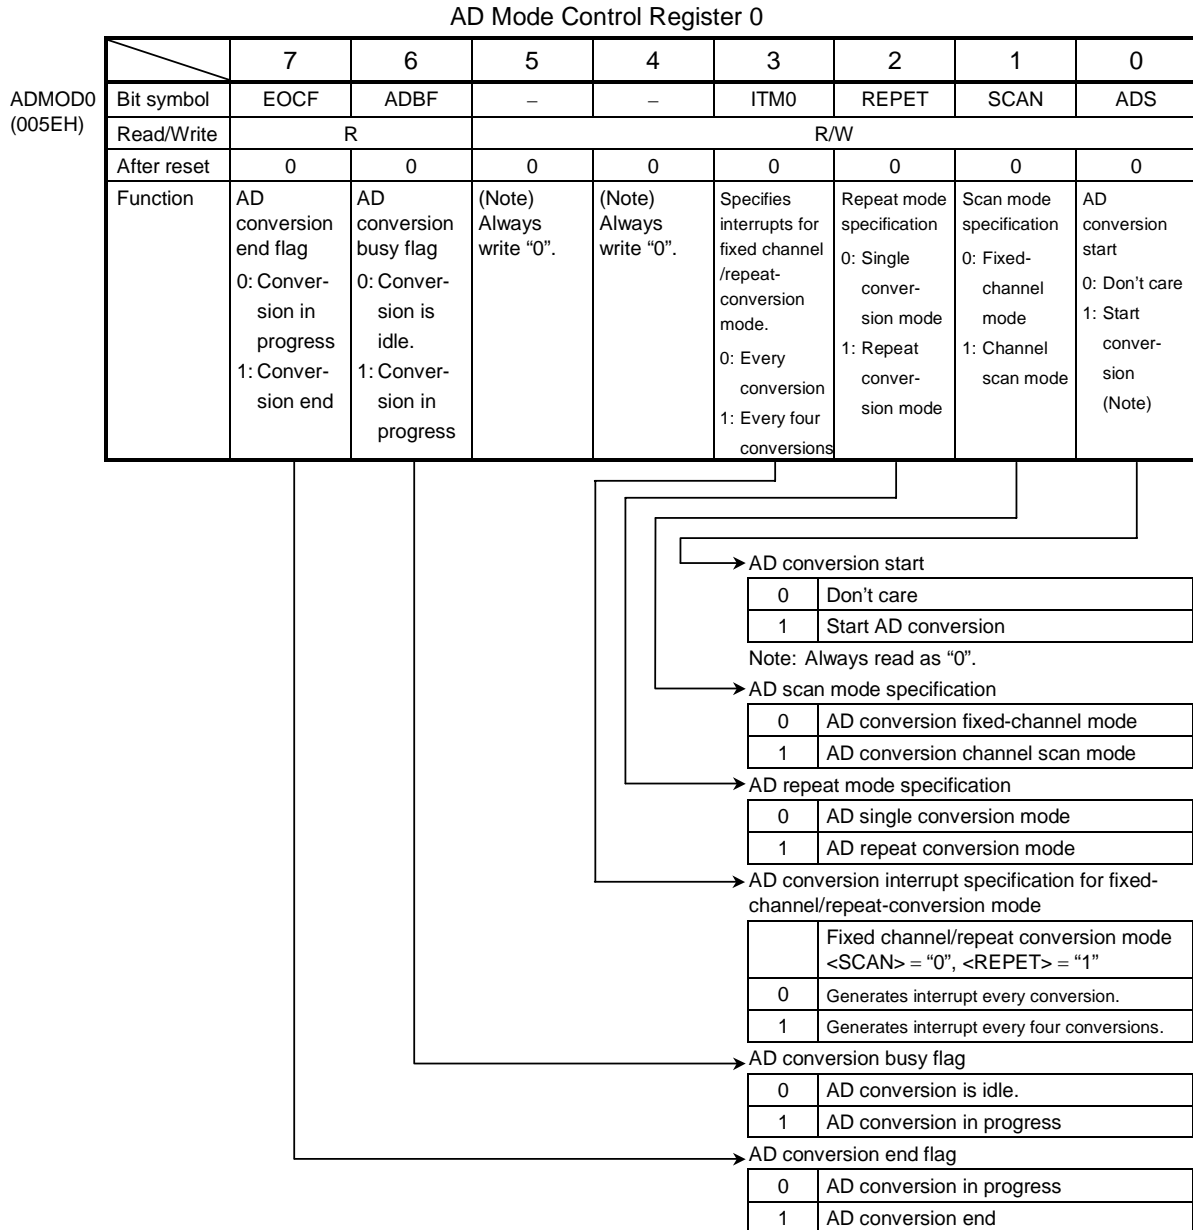 AD Mode Control Register 0
7 6 5 4 3 2 1 0
ADMOD0
(005EH)
Bit symbol EOCF ADBF − − ITM0 REPET SCAN ADS
Read/Write R R/W
After reset 0 0 0 0 0 0 0 0
Function
AD
conversion
end flag
0: Conver-
sion in
progress
1: Conver-
sion end
AD
conversion
busy flag
0: Conver-
sion is
idle.
1: Conver-
sion in
progress
(Note)
Always
write “0”.
(Note)
Always
write “0”.
Specifies
interrupts for
fixed channel
/repeat-
conversion
mode.
0: Every
conversion
1: Every four
conversions
Repeat mode
specification
0: Single
conver-
sion mode
1: Repeat
conver-
sion mode
Scan mode
specification
0: Fixed-
channel
mode
1: Channel
scan mode
AD
conversion
start
0: Don’t care
1: Start
conver-
sion
(Note)
AD conversion start
0 Don’t care
1 Start AD conversion
Note: Always read as “0”.
AD scan mode specification
0 AD conversion fixed-channel mode
1 AD conversion channel scan mode
AD repeat mode specification
0 AD single conversion mode
1 AD repeat conversion mode
AD conversion interrupt specification for fixed-
channel/repeat-conversion mode
Fixed channel/repeat conversion mode
<SCAN> = “0”, <REPET> = “1”
0 Generates interrupt every conversion.
1 Generates interrupt every four conversions.
AD conversion busy flag
0 AD conversion is idle.
1 AD conversion in progress
AD conversion end flag
0 AD conversion in progress
1 AD conversion end